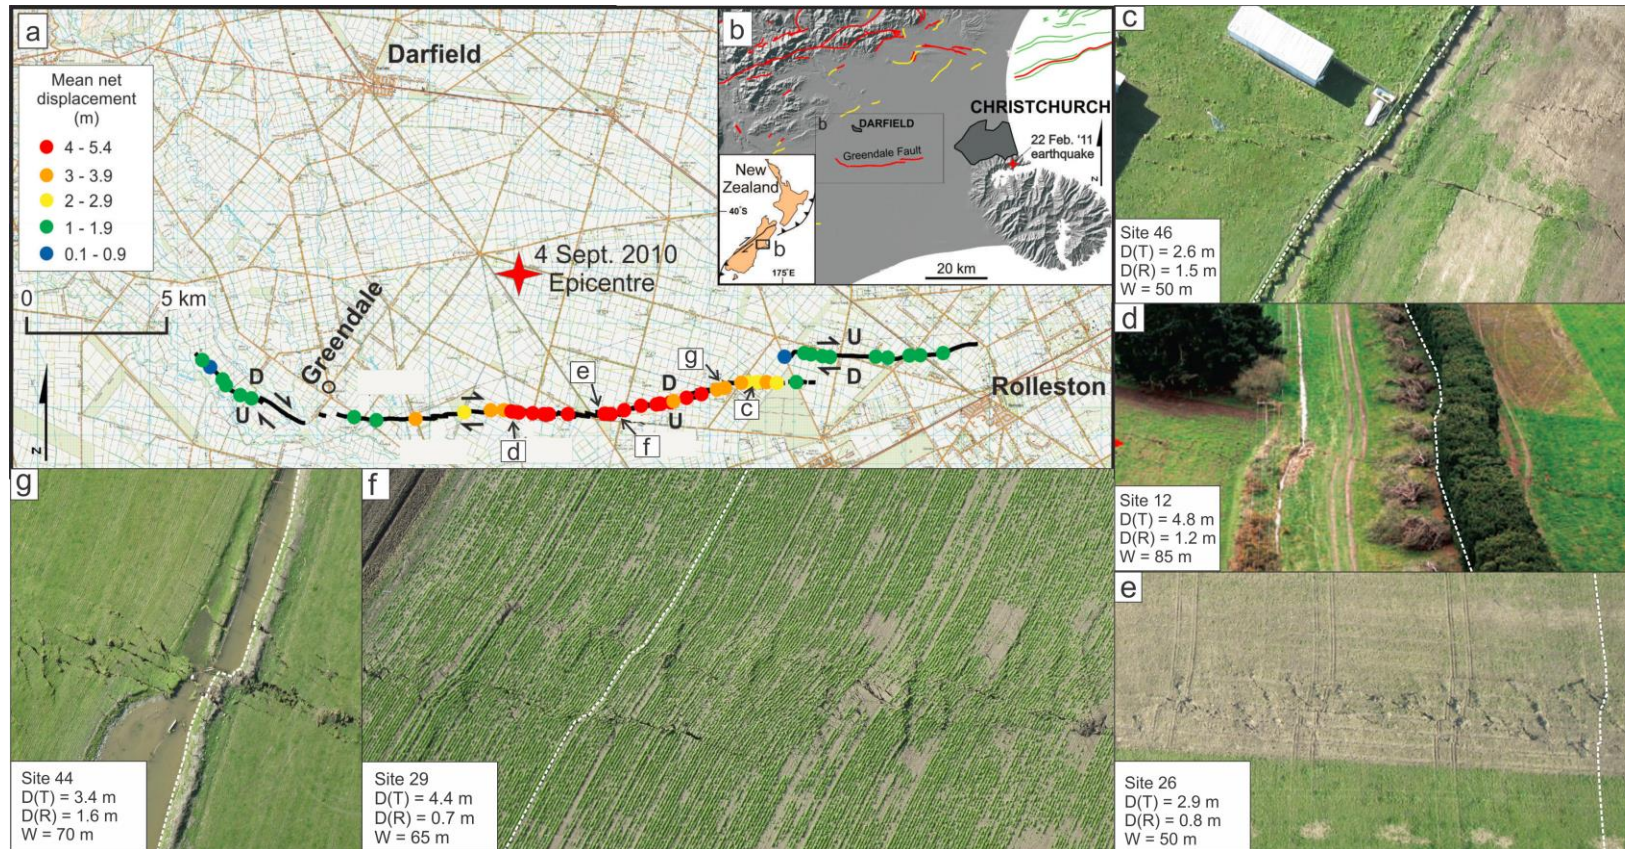 a
Darfield
Mean net
displacement
(m)
4 - 5.4
3 - 3.9
2 - 2.9
1 - 1.9
0.1 - 0.9
0
5 km
4 Sept. 2010
Epicentre
Greendale
Rolleston
N
D
U
D
U
U
D
d
e
f
g
c
b
CHRISTCHURCH
b
DARFIELD
Greendale Fault
22 Feb. '11
earthquake
N
New
Zealand
40°S
b
175°E
20 km
c
Site 46
D(T) = 2.6 m
D(R) = 1.5 m
W = 50 m
d
Site 12
D(T) = 4.8 m
D(R) = 1.2 m
W = 85 m
g
Site 44
D(T) = 3.4 m
D(R) = 1.6 m
W = 70 m
f
Site 29
D(T) = 4.4 m
D(R) = 0.7 m
W = 65 m
e
Site 26
D(T) = 2.9 m
D(R) = 0.8 m
W = 50 m